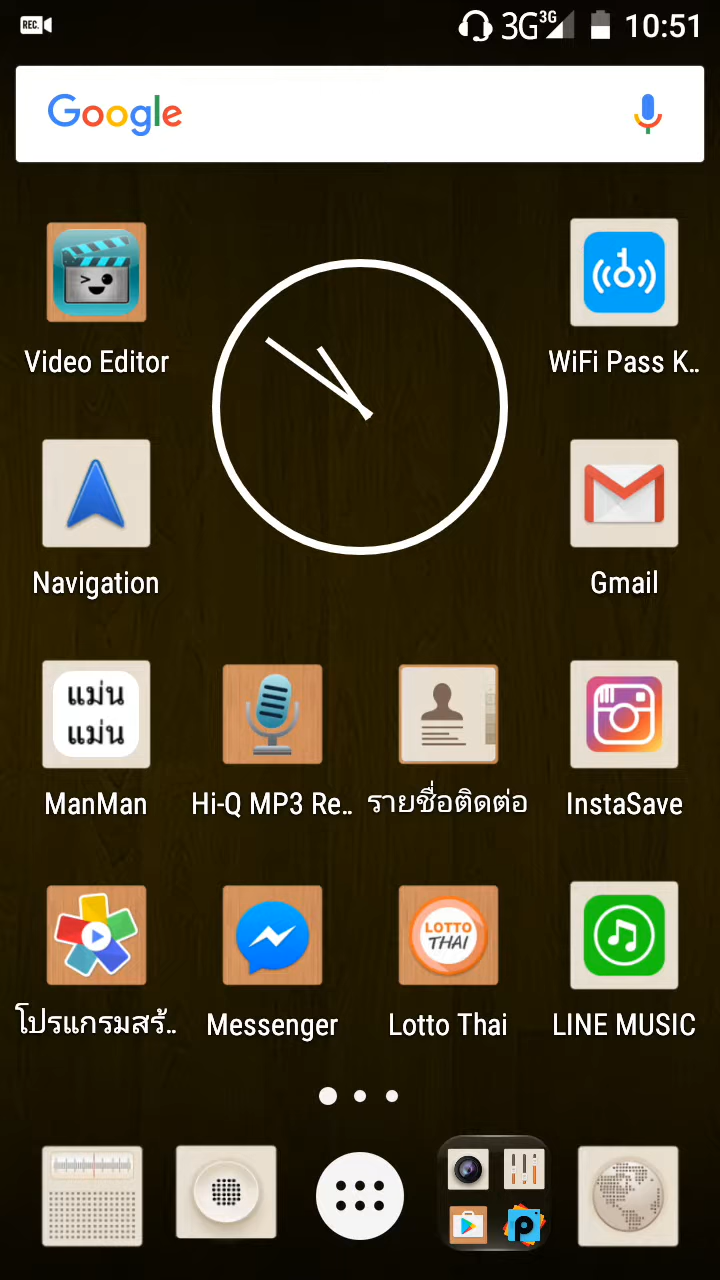 REC.
3G 3G 10:51
Google
Video Editor
WiFi Pass K..
Navigation
Gmail
แม่น
แม่น
ManMan
Hi-Q MP3 Re..
รายชื่อติดต่อ
InstaSave
LOTTO
THAI
โปรแกรมสร้..
Messenger
Lotto Thai
LINE MUSIC